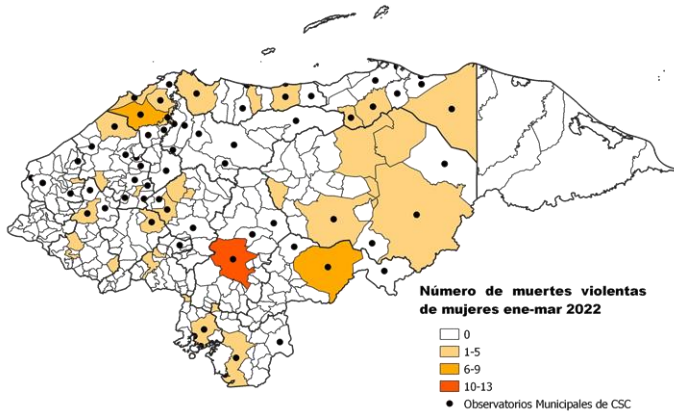 Número de muertes violentas
de mujeres ene-mar 2022
0
1-5
6-9
10-13
Observatorios Municipales de CSC